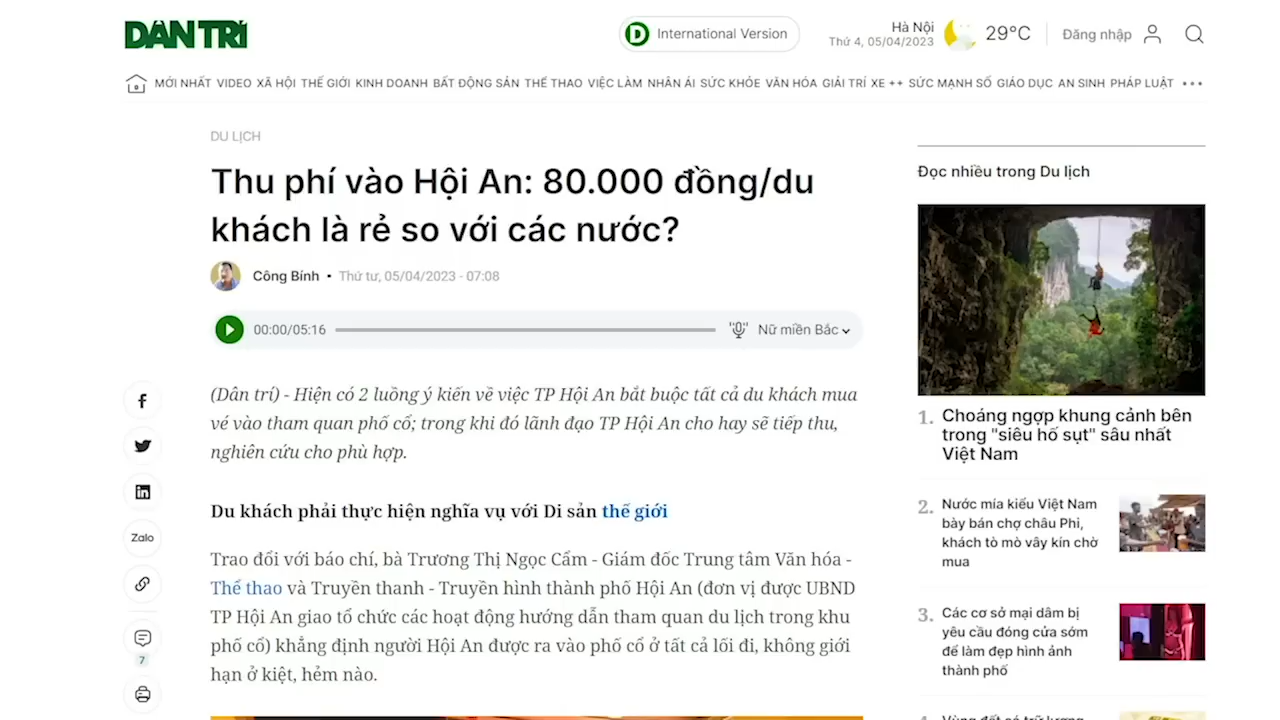 DÂN TRÍ
International Version
Hà Nội
Thứ 4, 05/04/2023
29°C
Đăng nhập
MỚI NHẤT VIDEO XÃ HỘI THẾ GIỚI KINH DOANH BẤT ĐỘNG SẢN THỂ THAO VIỆC LÀM NHÂN ÁI SỨC KHỎE VĂN HÓA GIẢI TRÍ XE ++ SỨC MẠNH SỐ GIÁO DỤC AN SINH PHÁP LUẬT
DU LỊCH
Thu phí vào Hội An: 80.000 đồng/du
khách là rẻ so với các nước?
Công Bính • Thứ tư, 05/04/2023 - 07:08
00:00/05:16
Nữ miền Bắc
(Dân trí) - Hiện có 2 luồng ý kiến về việc TP Hội An bắt buộc tất cả du khách mua
vé vào tham quan phố cổ; trong khi đó lãnh đạo TP Hội An cho hay sẽ tiếp thu,
nghiên cứu cho phù hợp.
Du khách phải thực hiện nghĩa vụ với Di sản thế giới
Trao đổi với báo chí, bà Trương Thị Ngọc Cẩm - Giám đốc Trung tâm Văn hóa -
Thể thao và Truyền thanh - Truyền hình thành phố Hội An (đơn vị được UBND
TP Hội An giao tổ chức các hoạt động hướng dẫn tham quan du lịch trong khu
phố cổ) khẳng định người Hội An được ra vào phố cổ ở tất cả lối đi, không giới
hạn ở kiệt, hẻm nào.
Zalo
7
Đọc nhiều trong Du lịch
1. Choáng ngợp khung cảnh bên
trong "siêu hố sụt" sâu nhất
Việt Nam
2. Nước mía kiểu Việt Nam
bày bán chợ châu Phi,
khách tò mò vây kín chờ
mua
3. Các cơ sở mại dâm bị
yêu cầu đóng cửa sớm
để làm đẹp hình ảnh
thành phố